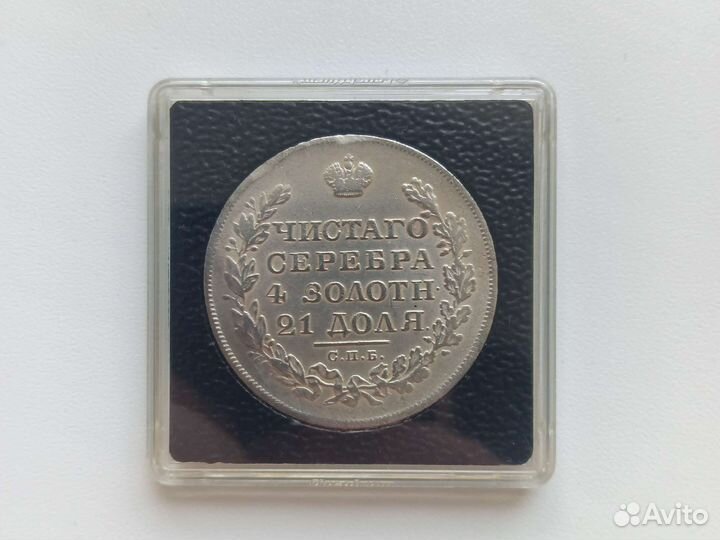 ЧИСТАГО
СЕРЕБРА
4 ЗОЛОТН.
21 ДОЛЯ.
С.П.Б.
Avito